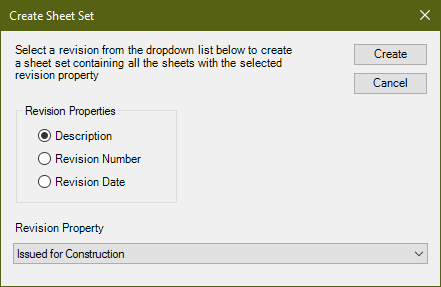 Create Sheet Set
Select a revision from the dropdown list below to create
a sheet set containing all the sheets with the selected
revision property
Create
Cancel
Revision Properties
Description
Revision Number
Revision Date
Revision Property
Issued for Construction